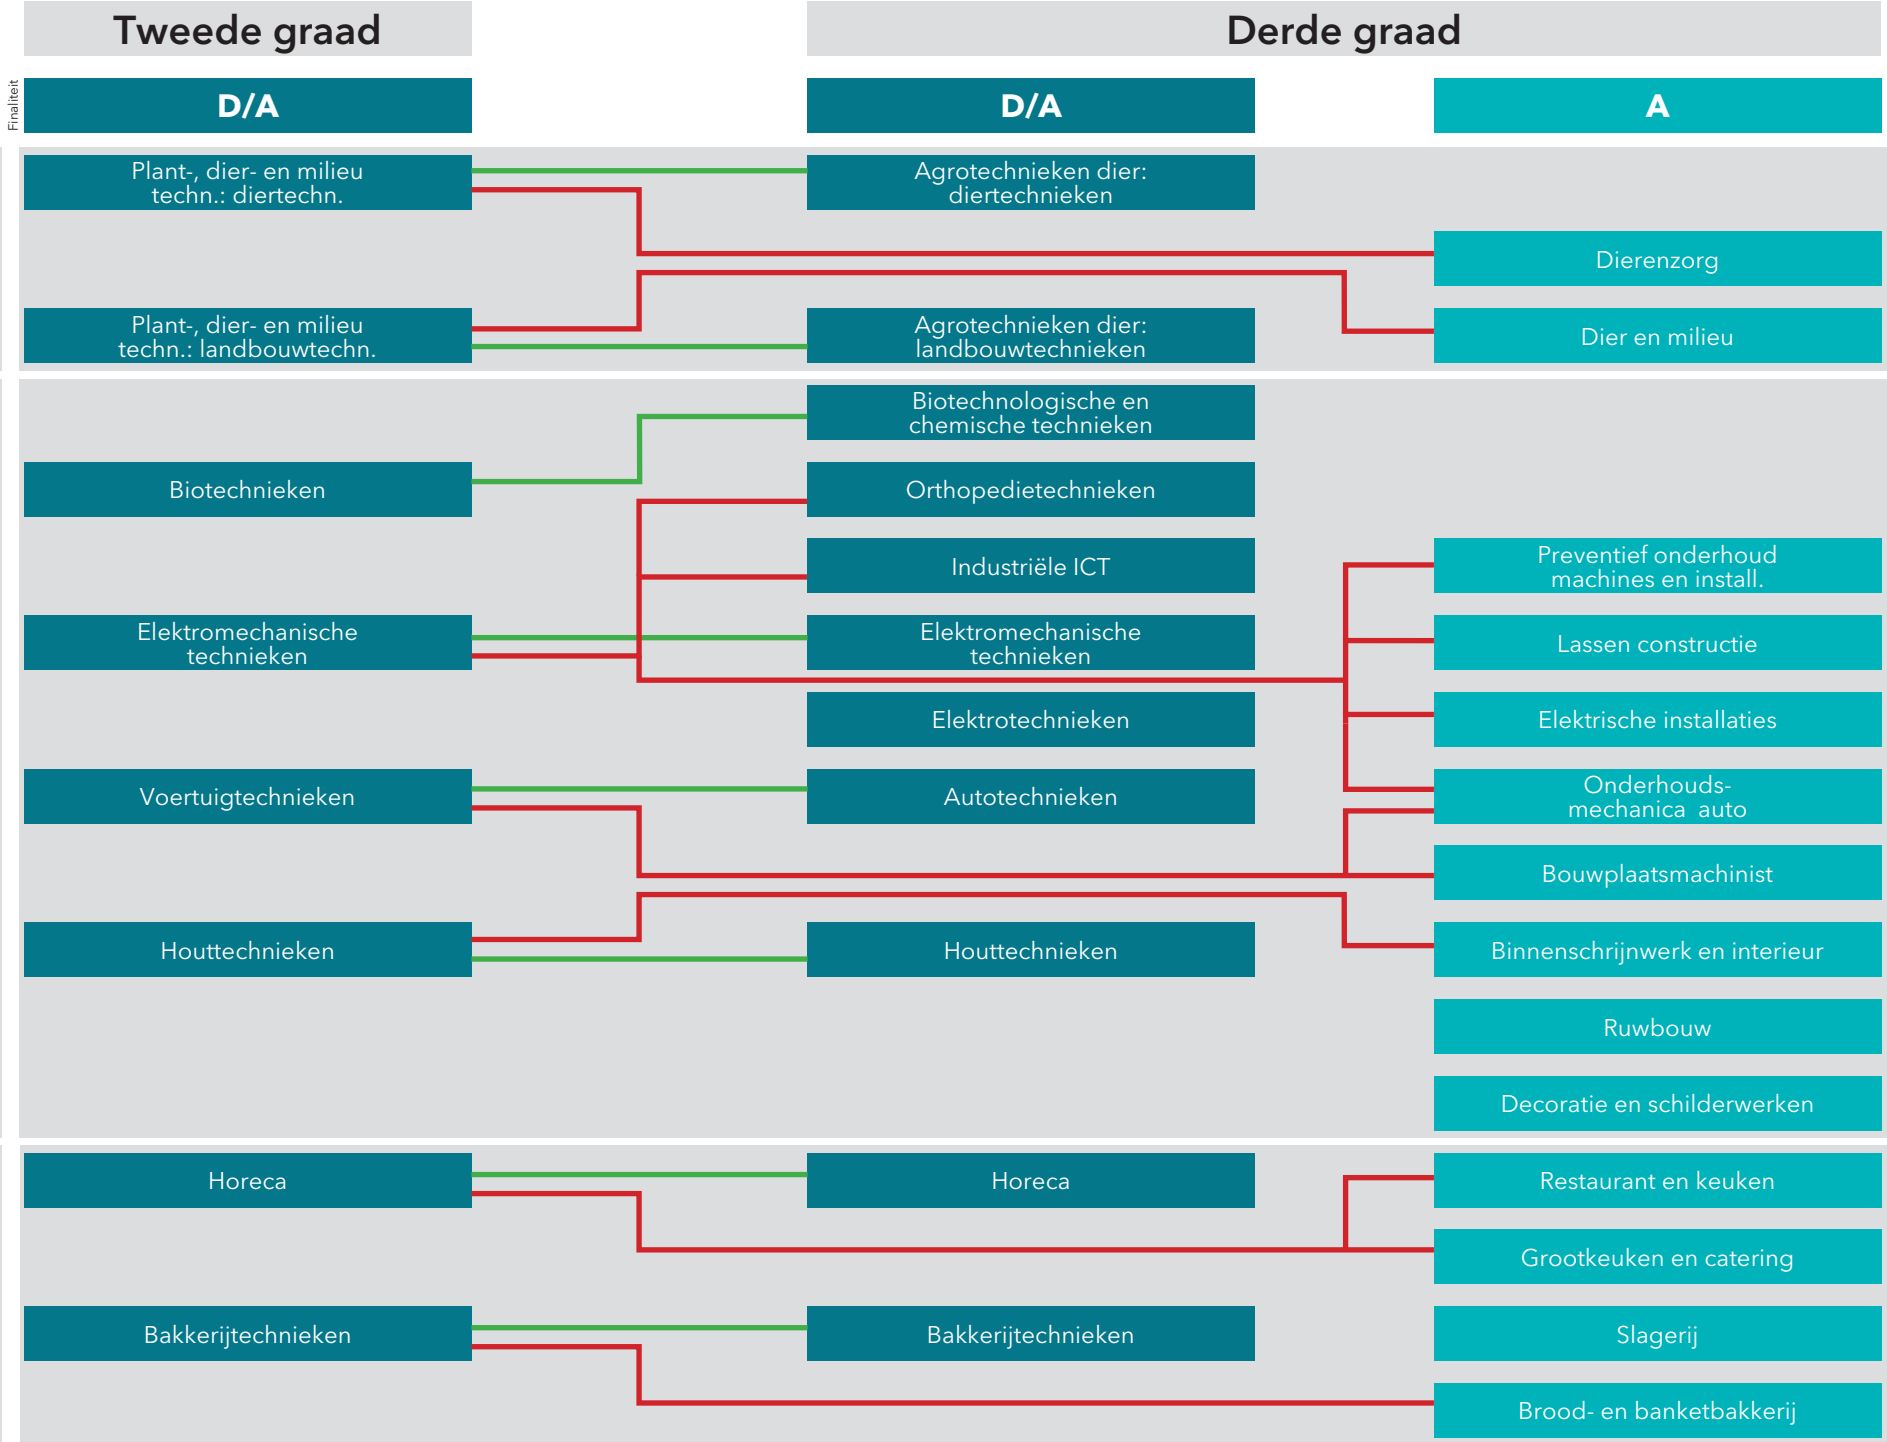 Tweede graad
Derde graad
Finaliteit
D/A
D/A
A
Plant-, dier- en milieu
techn.: diertechn.
Agrotechnieken dier:
diertechnieken
Dierenzorg
Plant-, dier- en milieu
techn.: landbouwtechn.
Agrotechnieken dier:
landbouwtechnieken
Dier en milieu
Biotechnologische en
chemische technieken
Biotechnieken
Orthopedietechnieken
Industriële ICT
Preventief onderhoud
machines en install.
Elektromechanische
technieken
Elektromechanische
technieken
Lassen constructie
Elektrotechnieken
Elektrische installaties
Voertuigtechnieken
Autotechnieken
Onderhouds-
mechanica auto
Bouwplaatsmachinist
Houttechnieken
Houttechnieken
Binnenschrijnwerk en interieur
Ruwbouw
Decoratie en schilderwerken
Horeca
Horeca
Restaurant en keuken
Grootkeuken en catering
Bakkerijtechnieken
Bakkerijtechnieken
Slagerij
Brood- en banketbakkerij